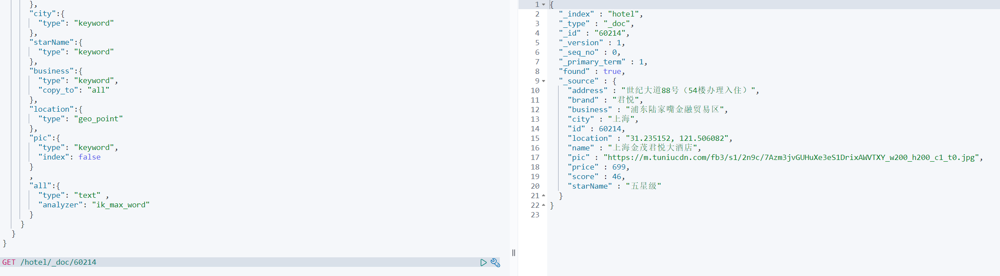 },
"city":{
"type": "keyword"
},
"starName":{
"type": "keyword"
},
"business":{
"type": "keyword",
"copy_to": "all"
},
"location":{
"type": "geo_point"
},
"pic":{
"type": "keyword",
"index": false
}
,
"all":{
"type": "text" ,
"analyzer": "ik_max_word"
}
}
}
}
GET /hotel/_doc/60214
1 {
2 "_index" : "hotel",
3 "_type" : "_doc",
4 "_id" : "60214",
5 "_version" : 1,
6 "_seq_no" : 0,
7 "_primary_term" : 1,
8 "found" : true,
9 "_source" : {
10 "address" : "世纪大道88号（54楼办理入住）",
11 "brand" : "君悦",
12 "business" : "浦东陆家嘴金融贸易区",
13 "city" : "上海",
14 "id" : 60214,
15 "location" : "31.235152, 121.506082",
16 "name" : "上海金茂君悦大酒店",
17 "pic" : "https://m.tuniucdn.com/fb3/s1/2n9c/7Azm3jvGUHuXe3eS1DrixAWVTXY_w200_h200_c1_t0.jpg",
18 "price" : 699,
19 "score" : 46,
20 "starName" : "五星级"
21 }
22 }
23